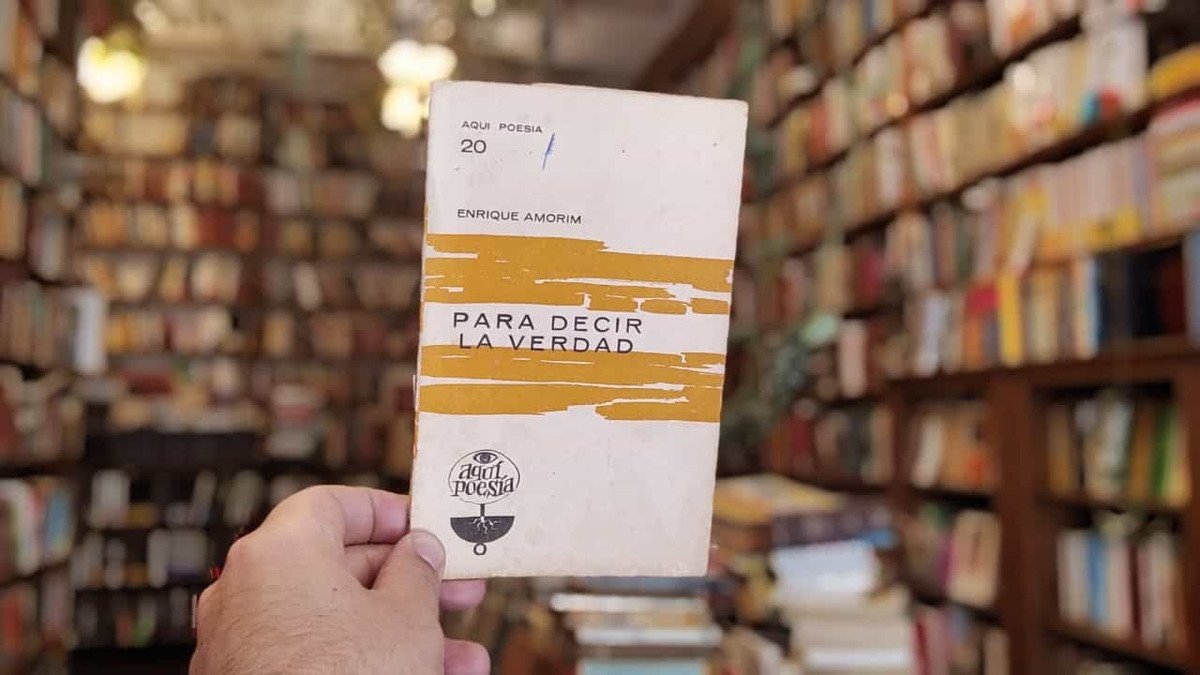 AQUI POESIA
20
ENRIQUE AMORIM
PARA DECIR
LA VERDAD
aquí
poesía